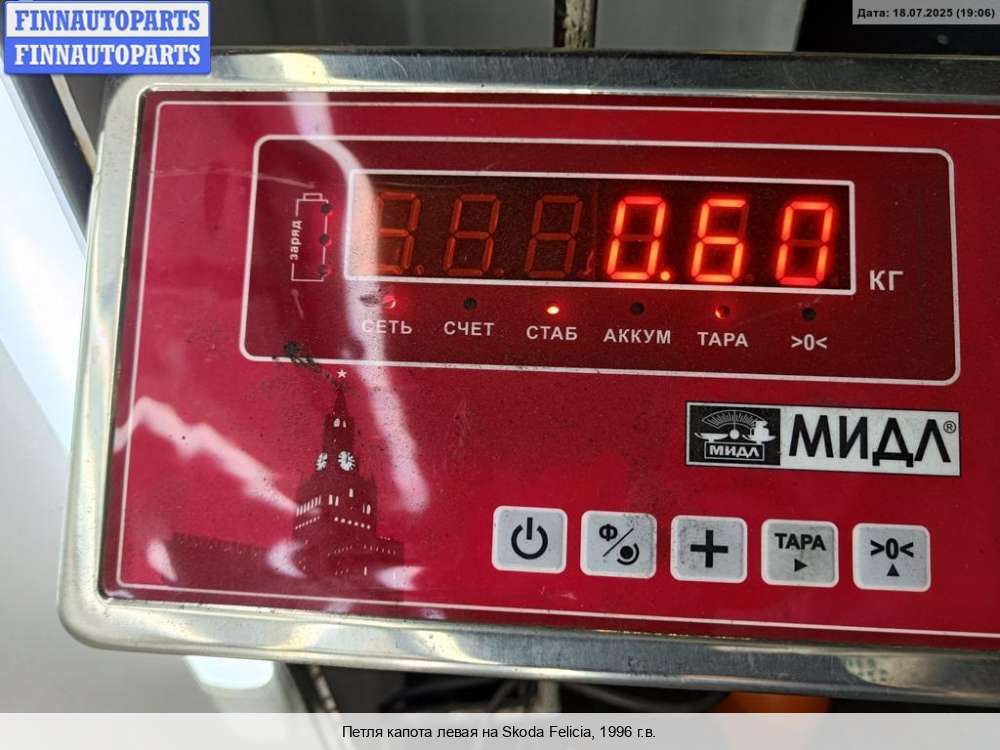 FINNAUTOPARTS
FINNAUTOPARTS
Дата: 18.07.2025 (19:06)
заряд
0.60
КГ
СЕТЬ СЧЕТ СТАБ АККУМ ТАРА >0<
МИДЛ МИДЛ®
Ф
ТАРА >0<
Петля капота левая на Skoda Felicia, 1996 г.в.